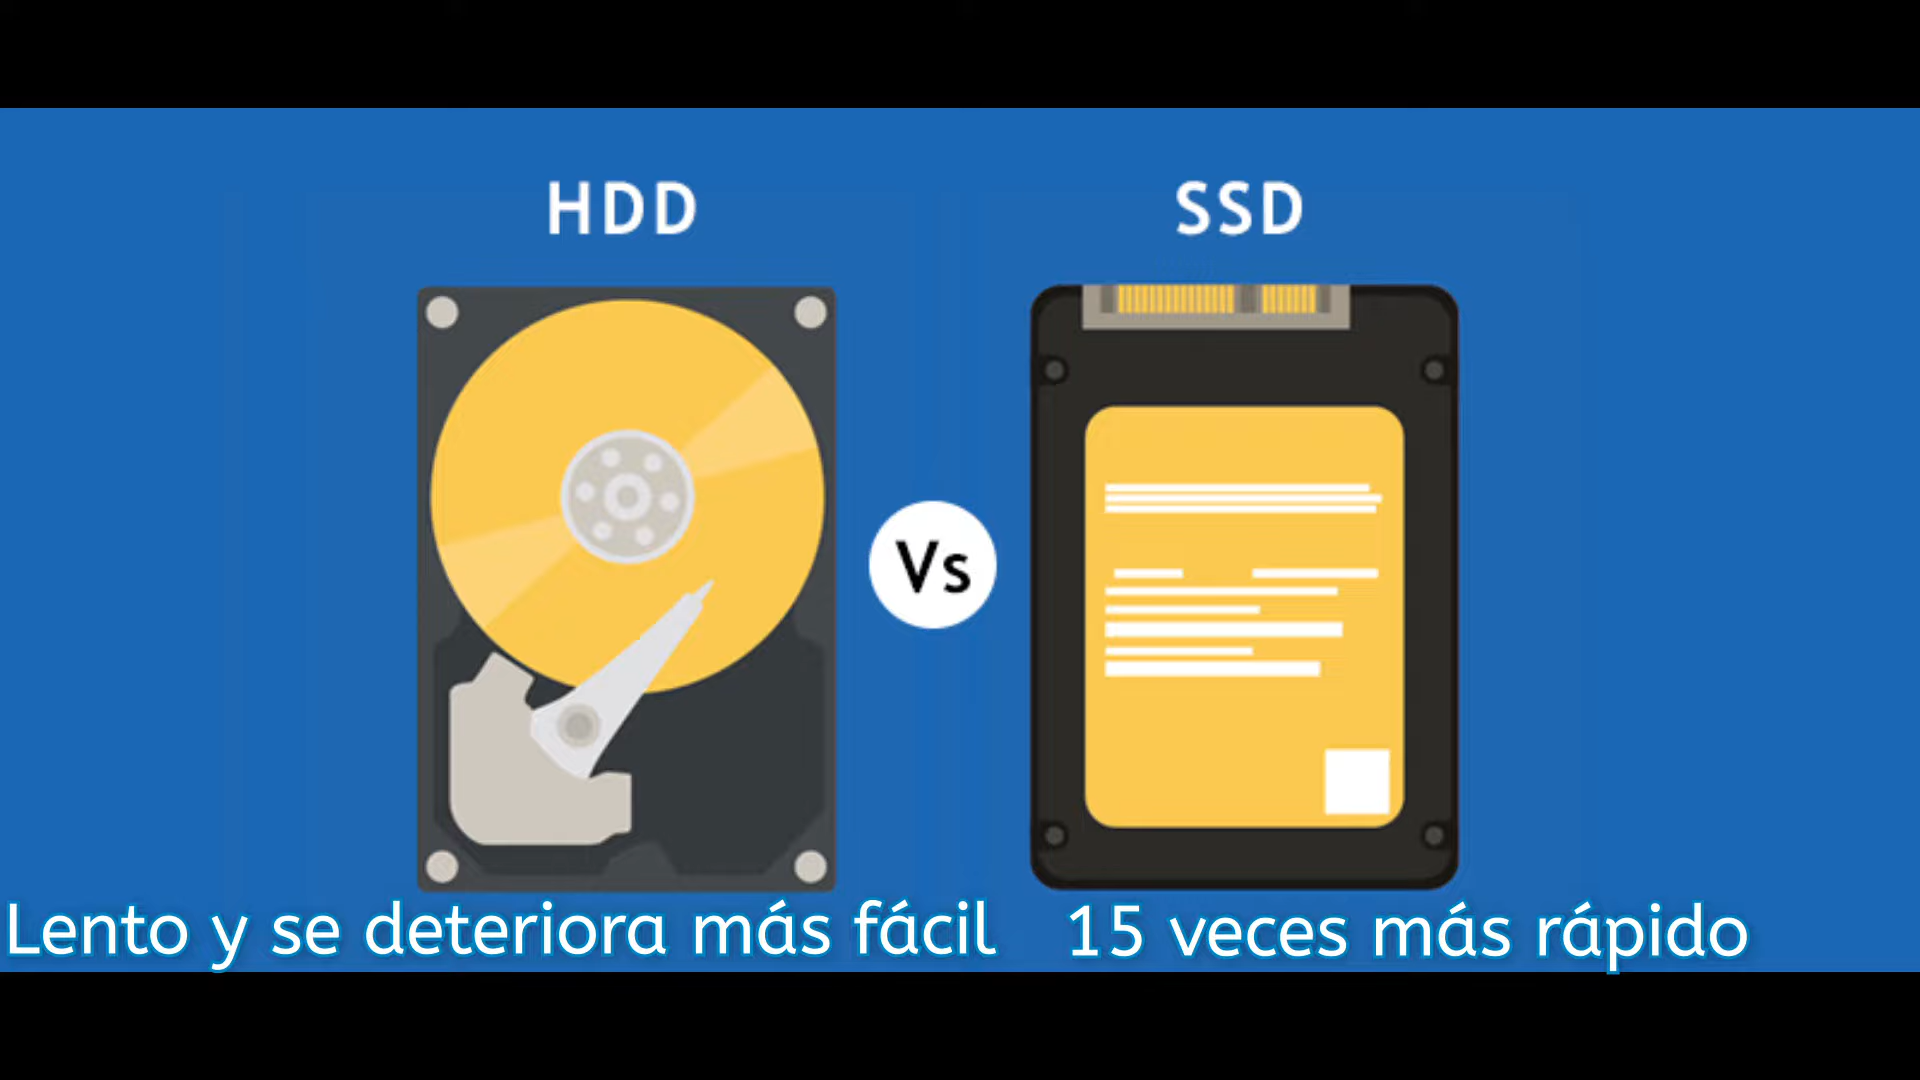 HDD
SSD
Vs
Lento y se deteriora más fácil
15 veces más rápido